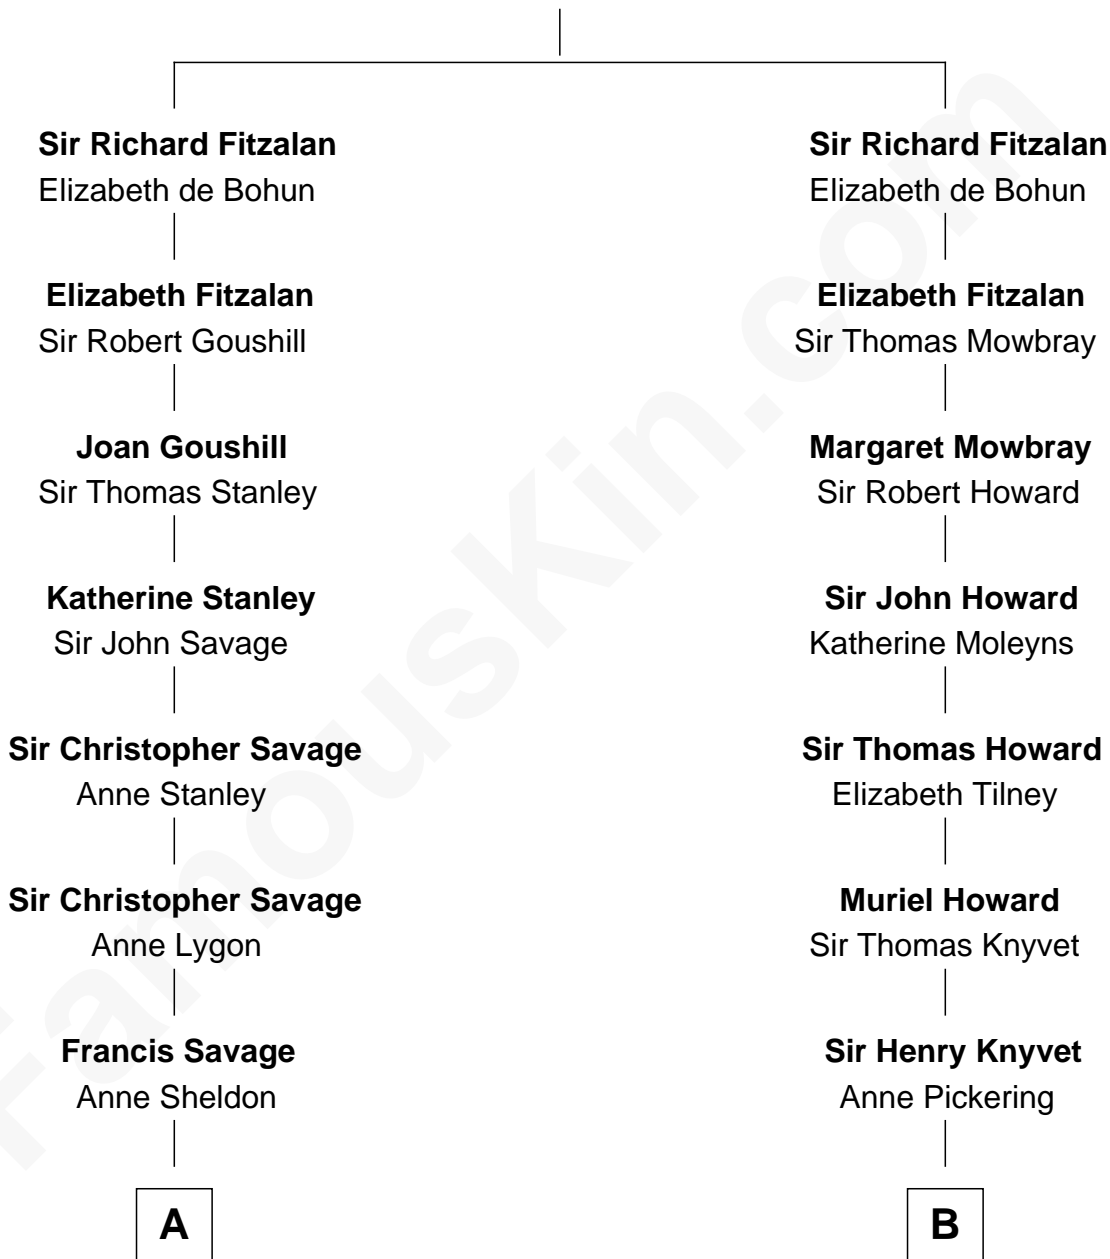 Sir Richard Fitzalan
Elizabeth de Bohun
Elizabeth Fitzalan
Sir Robert Goushill
Joan Goushill
Sir Thomas Stanley
Katherine Stanley
Sir John Savage
Sir Christopher Savage
Anne Stanley
Sir Christopher Savage
Anne Lygon
Francis Savage
Anne Sheldon
A
Sir Richard Fitzalan
Elizabeth de Bohun
Elizabeth Fitzalan
Sir Thomas Mowbray
Margaret Mowbray
Sir Robert Howard
Sir John Howard
Katherine Moleyns
Sir Thomas Howard
Elizabeth Tilney
Muriel Howard
Sir Thomas Knyvet
Sir Henry Knyvet
Anne Pickering
B
FamousKin.com